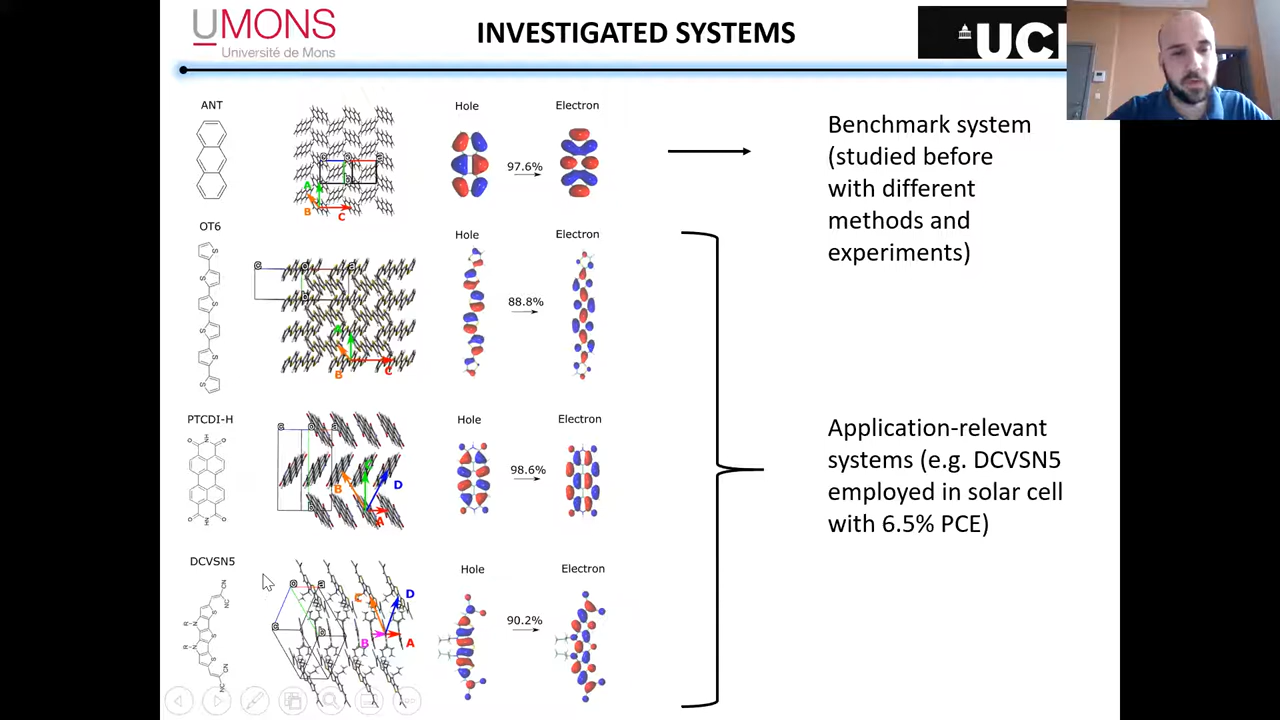 UMONS
Université de Mons
INVESTIGATED SYSTEMS
UCL
ANT
Hole
Electron
97.6%
A
B
C
Benchmark system
(studied before
with different
methods and
experiments)
OT6
Hole
Electron
88.8%
A
B
C
PTCDI-H
Hole
Electron
98.6%
B
D
A
Application-relevant
systems (e.g. DCVSN5
employed in solar cell
with 6.5% PCE)
DCVSN5
Hole
Electron
90.2%
C
D
B
A